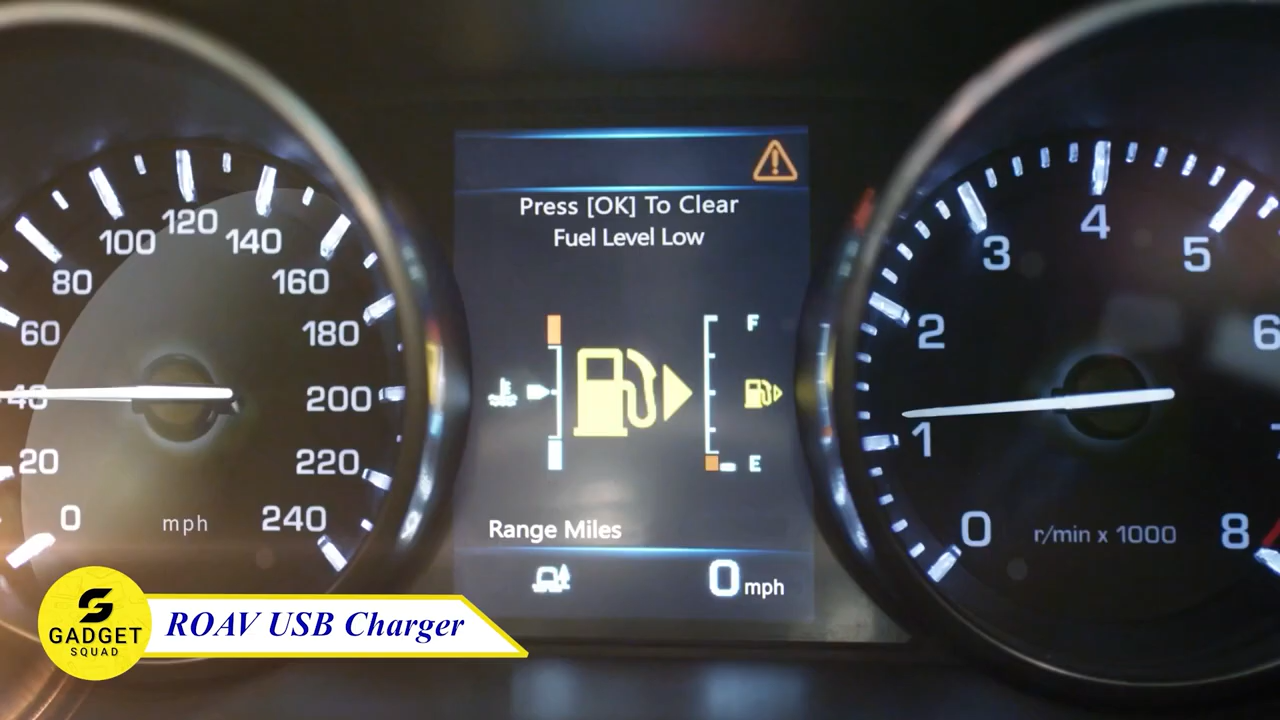 0
20
40
60
80
100
120
140
160
180
200
220
240
mph
Press [OK] To Clear
Fuel Level Low
F
E
Range Miles
0 mph
0
1
2
3
4
5
6
8
r/min x 1000
GADGET
SQUAD
ROAV USB Charger